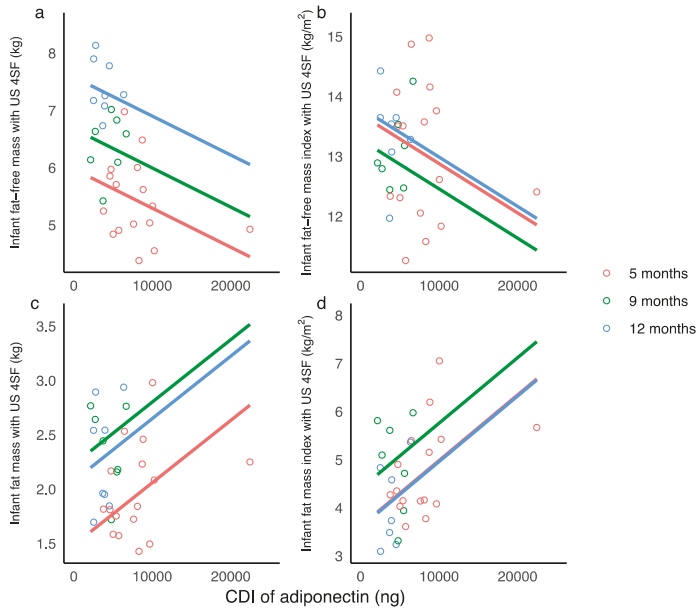 a
b
Infant fat-free mass with US 4SF (kg)
8
7
6
5
0
10000
20000
Infant fat-free mass index with US 4SF (kg/m²)
15
14
13
12
0
10000
20000
5 months
9 months
12 months
c
d
Infant fat mass with US 4SF (kg)
3.5
3.0
2.5
2.0
1.5
0
10000
20000
Infant fat mass index with US 4SF (kg/m²)
8
7
6
5
4
3
0
10000
20000
CDI of adiponectin (ng)